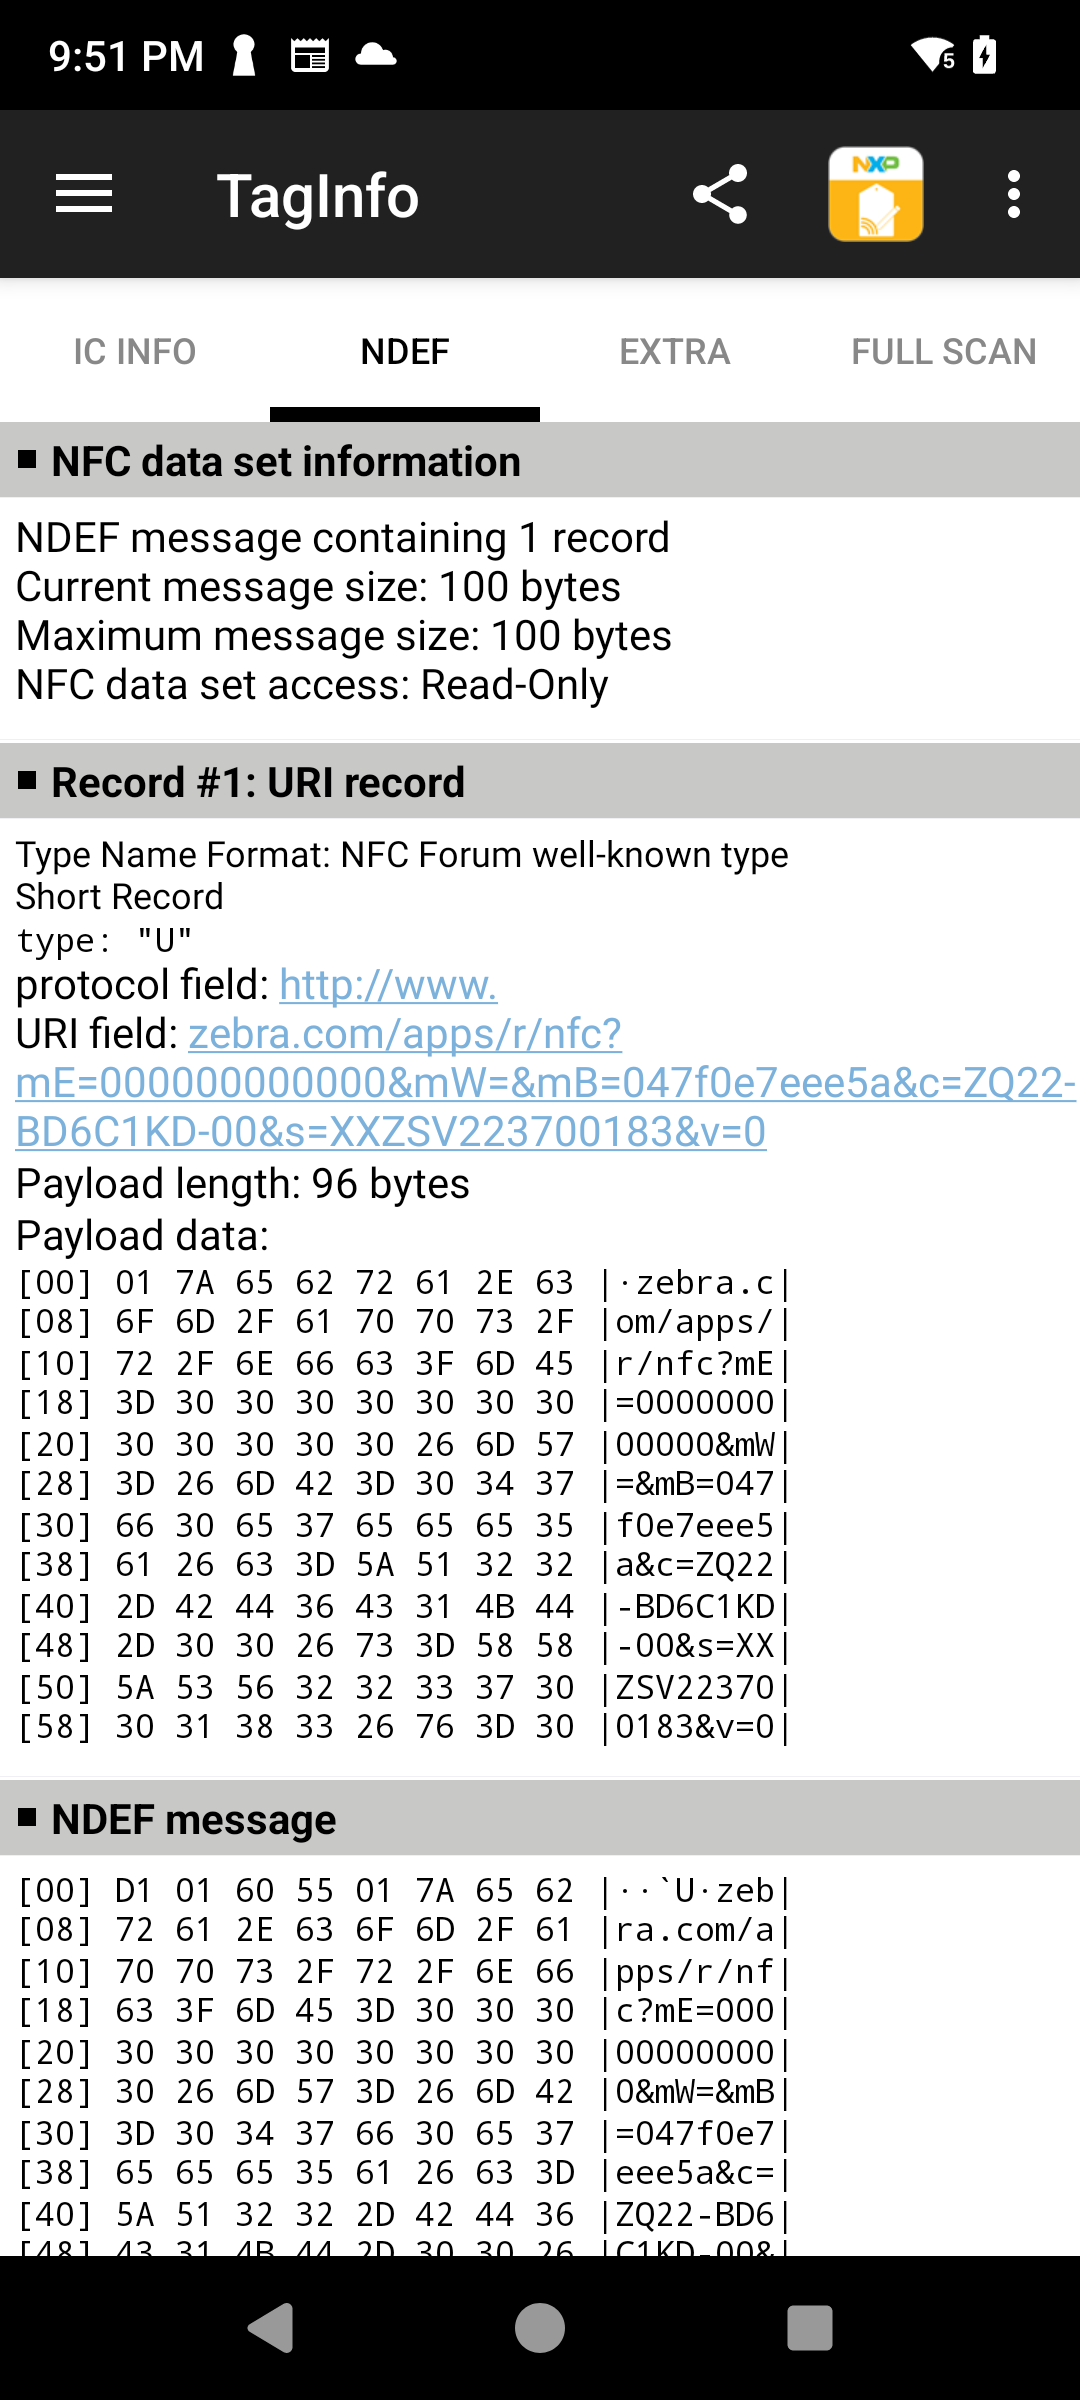 9:51 PM
5
TagInfo
NXP
IC INFO
NDEF
EXTRA
FULL SCAN
NFC data set information
NDEF message containing 1 record
Current message size: 100 bytes
Maximum message size: 100 bytes
NFC data set access: Read-Only
Record #1: URI record
Type Name Format: NFC Forum well-known type
Short Record
type: "U"
protocol field: http://www.
URI field: zebra.com/apps/r/nfc?
mE=000000000000&mW=&mB=047f0e7eee5a&c=ZQ22-
BD6C1KD-00&s=XXZSV223700183&v=0
Payload length: 96 bytes
Payload data:
[00] 01 7A 65 62 72 61 2E 63 |·zebra.c|
[08] 6F 6D 2F 61 70 70 73 2F |om/apps/|
[10] 72 2F 6E 66 63 3F 6D 45 |r/nfc?mE|
[18] 3D 30 30 30 30 30 30 30 |=0000000|
[20] 30 30 30 30 30 26 6D 57 |00000&mW|
[28] 3D 26 6D 42 3D 30 34 37 |=&mB=047|
[30] 66 30 65 37 65 65 65 35 |f0e7eee5|
[38] 61 26 63 3D 5A 51 32 32 |a&c=ZQ22|
[40] 2D 42 44 36 43 31 4B 44 |-BD6C1KD|
[48] 2D 30 30 26 73 3D 58 58 |-00&s=XX|
[50] 5A 53 56 32 32 33 37 30 |ZSV22370|
[58] 30 31 38 33 26 76 3D 30 |0183&v=0|
NDEF message
[00] D1 01 60 55 01 7A 65 62 |··`U·zeb|
[08] 72 61 2E 63 6F 6D 2F 61 |ra.com/a|
[10] 70 70 73 2F 72 2F 6E 66 |pps/r/nf|
[18] 63 3F 6D 45 3D 30 30 30 |c?mE=000|
[20] 30 30 30 30 30 30 30 30 |00000000|
[28] 30 26 6D 57 3D 26 6D 42 |0&mW=&mB|
[30] 3D 30 34 37 66 30 65 37 |=047f0e7|
[38] 65 65 65 35 61 26 63 3D |eee5a&c=|
[40] 5A 51 32 32 2D 42 44 36 |ZQ22-BD6|
[48] 43 31 4B 44 2D 30 30 26 |C1KD-00&|